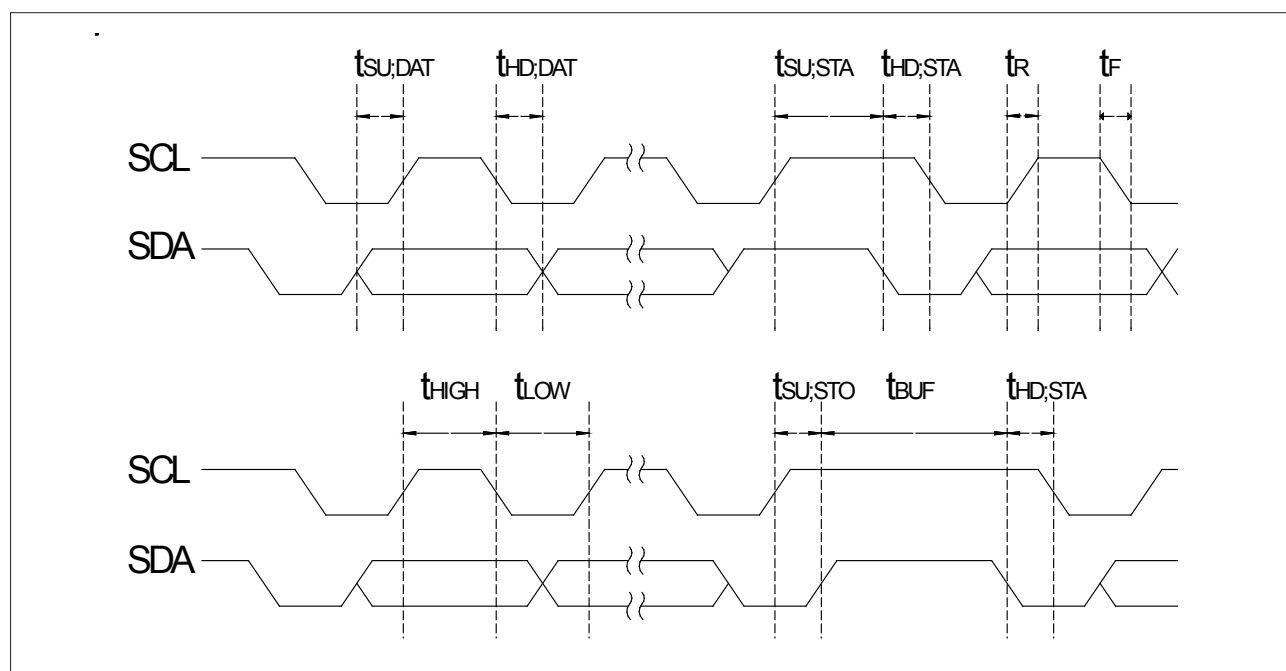 tSU;DAT tHD;DAT tSU;STA tHD;STA tR tF
SCL
SDA
tHIGH tLOW tSU;STO tBUF tHD;STA
SCL
SDA